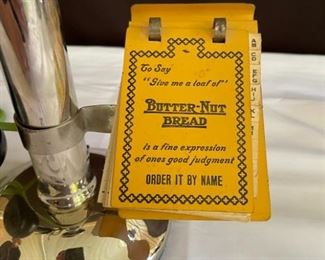 To Say
"Give me a loaf of"
BUTTER-NUT
BREAD
Is a fine expression
of ones good judgment
ORDER IT BY NAME